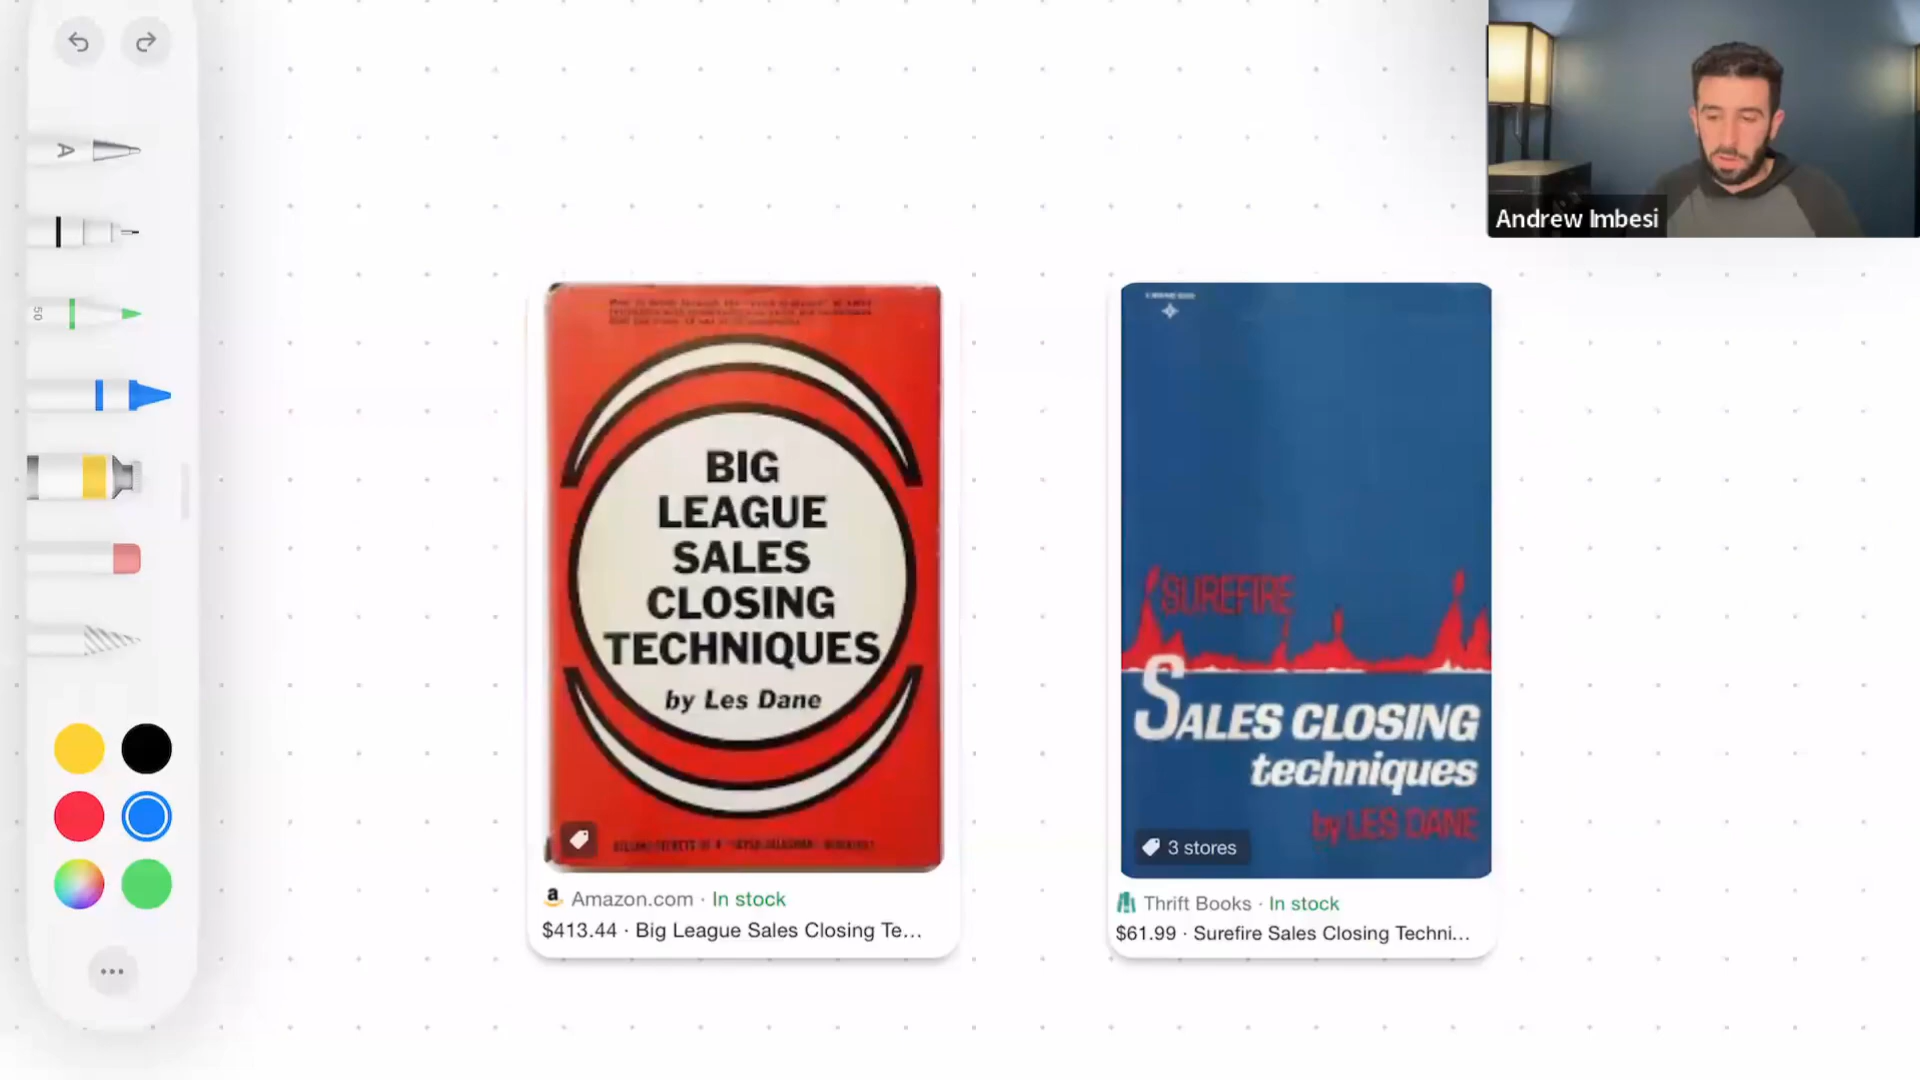 A
50
Andrew Imbesi
BIG
LEAGUE
SALES
CLOSING
TECHNIQUES
by Les Dane
Amazon.com · In stock
$413.44 · Big League Sales Closing Te...
SUREFIRE
SALES CLOSING
techniques
by LES DANE
3 stores
Thrift Books · In stock
$61.99 · Surefire Sales Closing Techni...